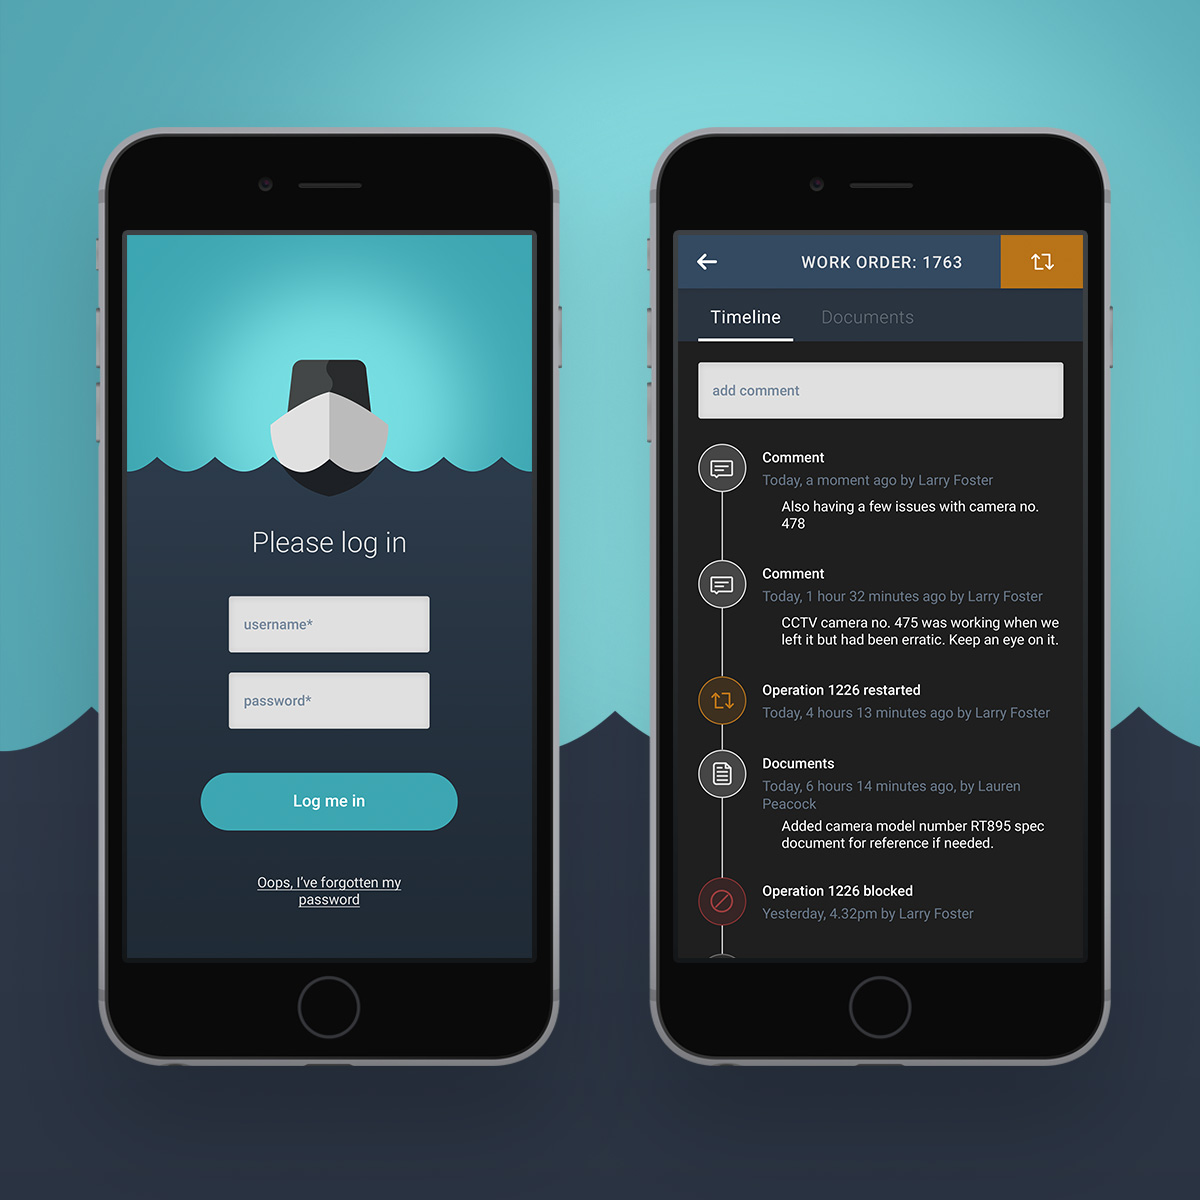 Please log in
username*
password*
Log me in
Oops, I've forgotten my
password
WORK ORDER: 1763
Timeline
Documents
add comment
Comment
Today, a moment ago by Larry Foster
Also having a few issues with camera no.
478
Comment
Today, 1 hour 32 minutes ago by Larry Foster
CCTV camera no. 475 was working when we
left it but had been erratic. Keep an eye on it.
Operation 1226 restarted
Today, 4 hours 13 minutes ago by Larry Foster
Documents
Today, 6 hours 14 minutes ago, by Lauren
Peacock
Added camera model number RT895 spec
document for reference if needed.
Operation 1226 blocked
Yesterday, 4.32pm by Larry Foster